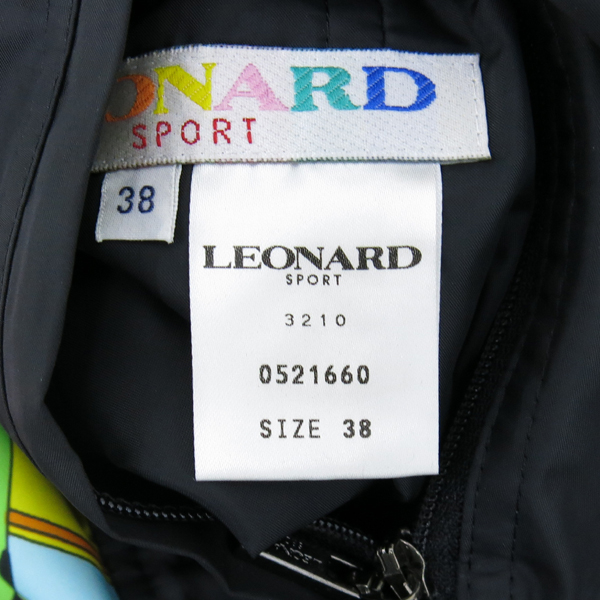 ONARD
SPORT
38
LEONARD
SPORT
3210
0521660
SIZE 38